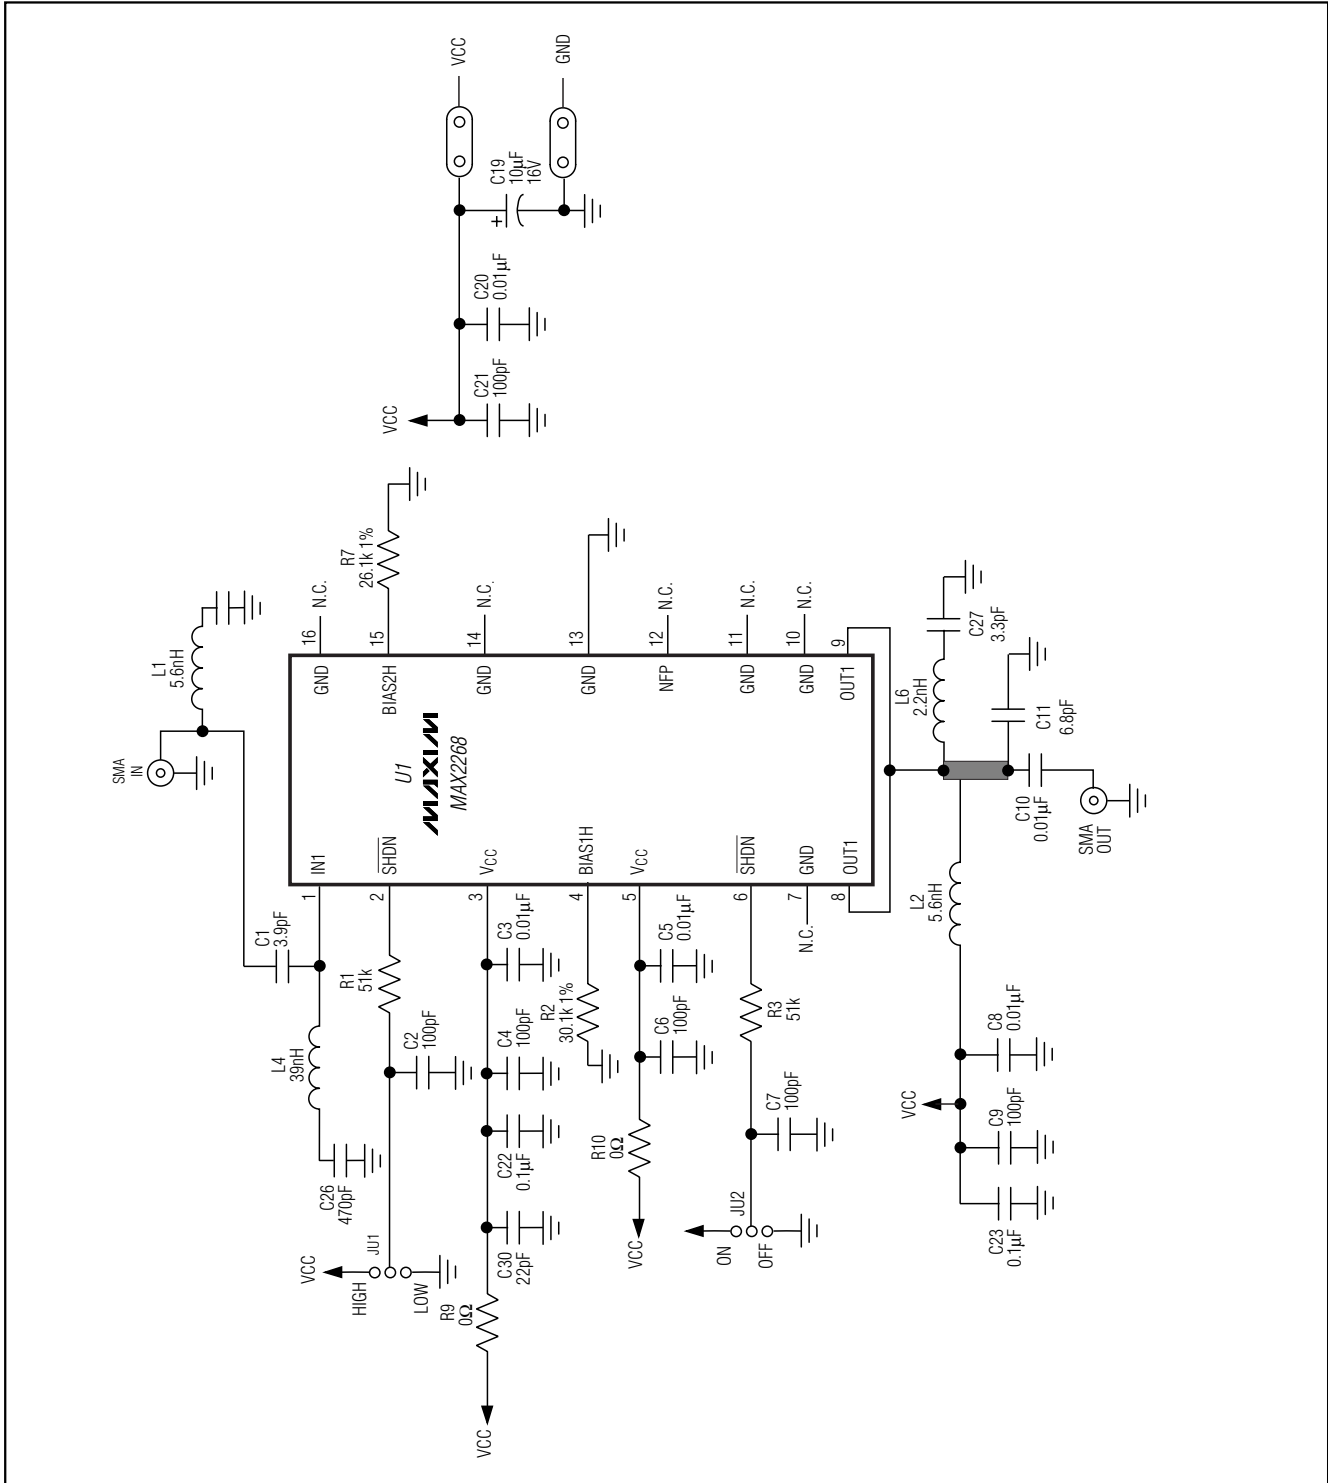 VCC
GND
C19
10µF
16V
+
C20
0.01µF
C21
100pF
VCC
R7
26.1k 1%
L1
5.6nH
SMA
IN
16
N.C.
15
14
N.C.
13
12
N.C.
11
N.C.
10
N.C.
9
GND
BIAS2H
GND
GND
NFP
GND
GND
OUT1
U1
MAXIM
MAX2268
IN1
SHDN
VCC
BIAS1H
VCC
SHDN
GND
OUT1
1
2
3
4
5
6
7
N.C.
8
C1
3.9pF
L4
39nH
C26
470pF
R1
51k
C2
100pF
VCC
HIGH
JU1
LOW
C3
0.01µF
C4
100pF
C22
0.1µF
C30
22pF
R9
0Ω
VCC
R2
30.1k 1%
C5
0.01µF
C6
100pF
R10
0Ω
VCC
R3
51k
C7
100pF
JU2
ON
OFF
L6
2.2nH
C27
3.3pF
C11
6.8pF
C10
0.01µF
SMA
OUT
L2
5.6nH
VCC
C8
0.01µF
C9
100pF
C23
0.1µF